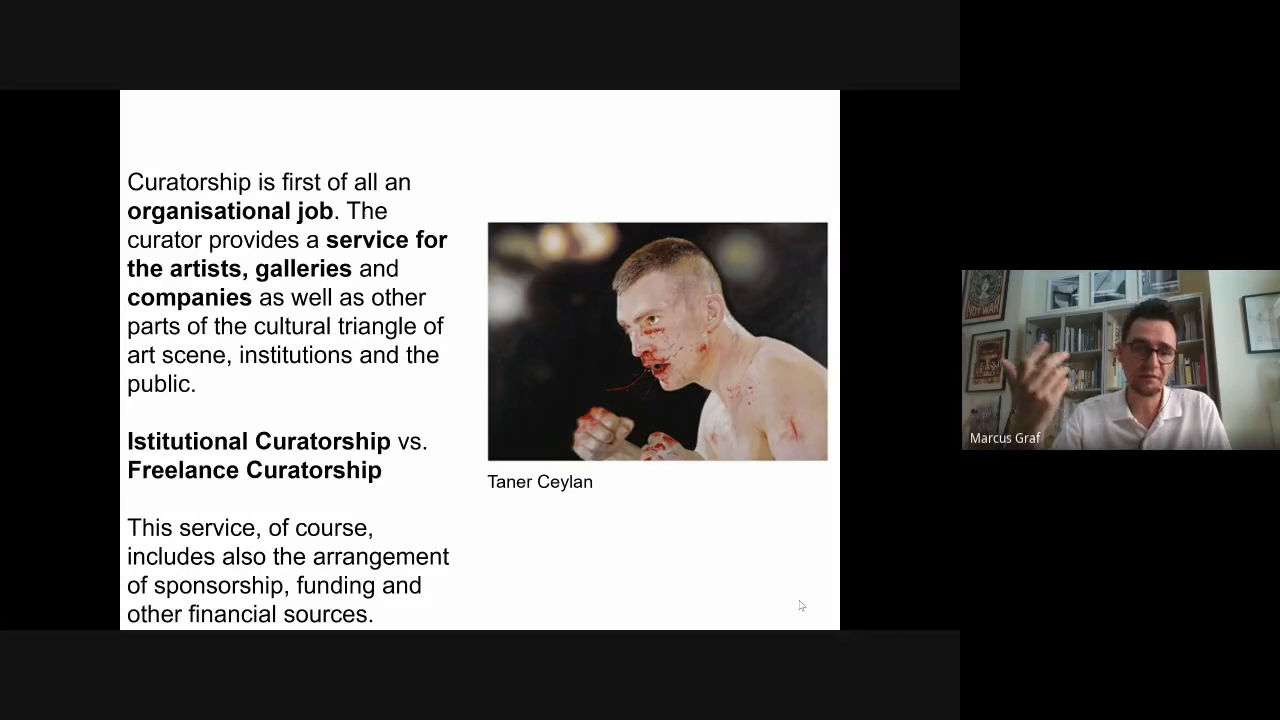 Curatorship is first of all an
organisational job. The
curator provides a service for
the artists, galleries and
companies as well as other
parts of the cultural triangle of
art scene, institutions and the
public.
Istitutional Curatorship vs.
Freelance Curatorship
This service, of course,
includes also the arrangement
of sponsorship, funding and
other financial sources.
Taner Ceylan
NOT WAR
Marcus Graf